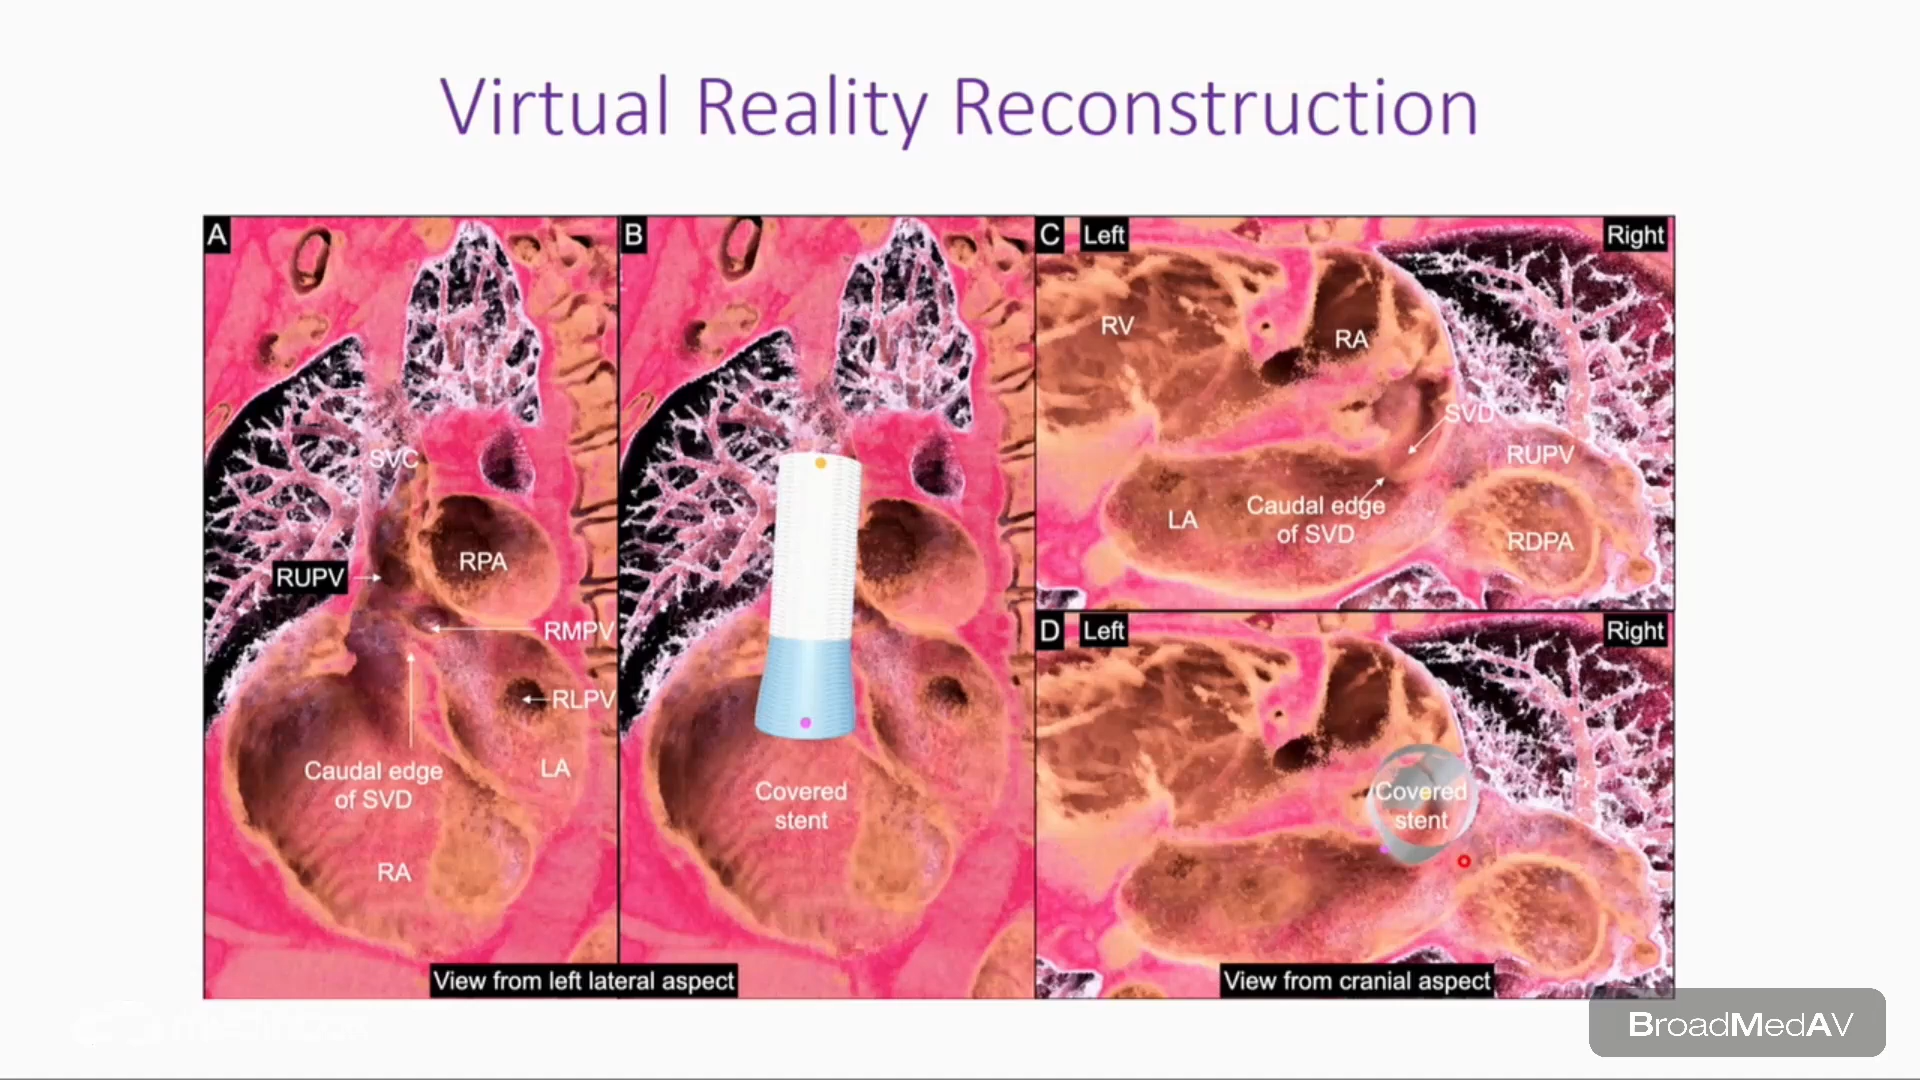 Virtual Reality Reconstruction
A
SVC
RPA
RUPV
RMPV
RLPV
Caudal edge
of SVD
LA
RA
B
Covered
stent
View from left lateral aspect
C
Left
Right
RV
RA
SVD
RUPV
Caudal edge
of SVD
LA
RDPA
D
Left
Right
Covered
stent
View from cranial aspect
BROADMEDAV